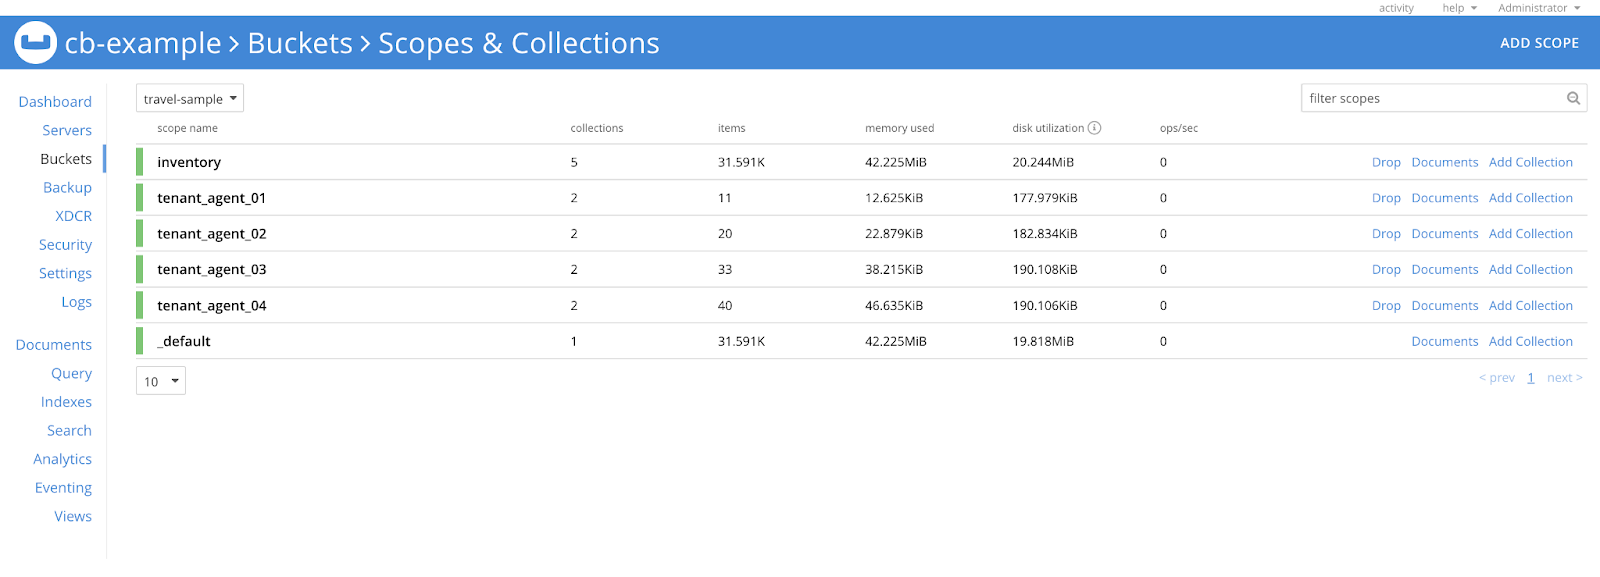 activity help Administrator
cb-example > Buckets > Scopes & Collections ADD SCOPE
Dashboard
Servers
Buckets
Backup
XDCR
Security
Settings
Logs
Documents
Query
Indexes
Search
Analytics
Eventing
Views
travel-sample filter scopes
scope name collections items memory used disk utilization ops/sec
inventory 5 31.591K 42.225MiB 20.244MiB 0 Drop Documents Add Collection
tenant_agent_01 2 11 12.625KiB 177.979KiB 0 Drop Documents Add Collection
tenant_agent_02 2 20 22.879KiB 182.834KiB 0 Drop Documents Add Collection
tenant_agent_03 2 33 38.215KiB 190.108KiB 0 Drop Documents Add Collection
tenant_agent_04 2 40 46.635KiB 190.106KiB 0 Drop Documents Add Collection
_default 1 31.591K 42.225MiB 19.818MiB 0 Documents Add Collection
10 < prev 1 next >